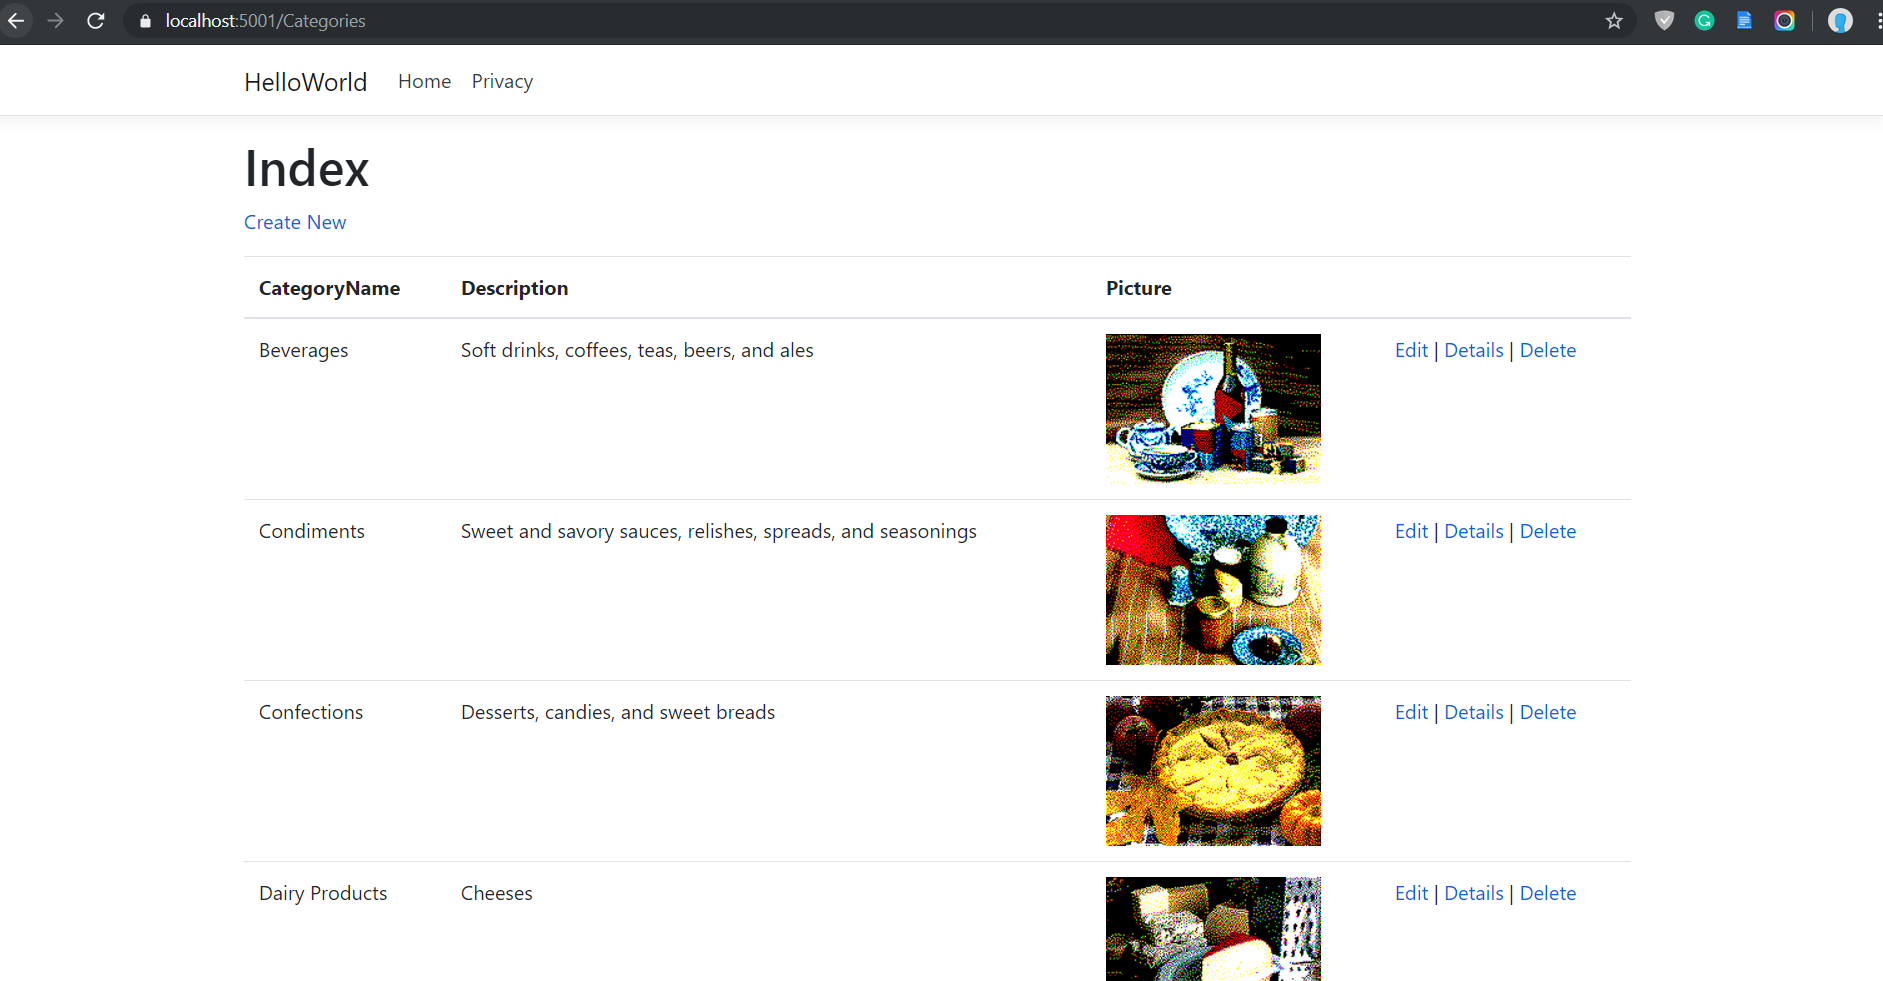 localhost:5001/Categories
HelloWorld Home Privacy
Index
Create New
CategoryName Description Picture
Beverages Soft drinks, coffees, teas, beers, and ales Edit | Details | Delete
Condiments Sweet and savory sauces, relishes, spreads, and seasonings Edit | Details | Delete
Confections Desserts, candies, and sweet breads Edit | Details | Delete
Dairy Products Cheeses Edit | Details | Delete